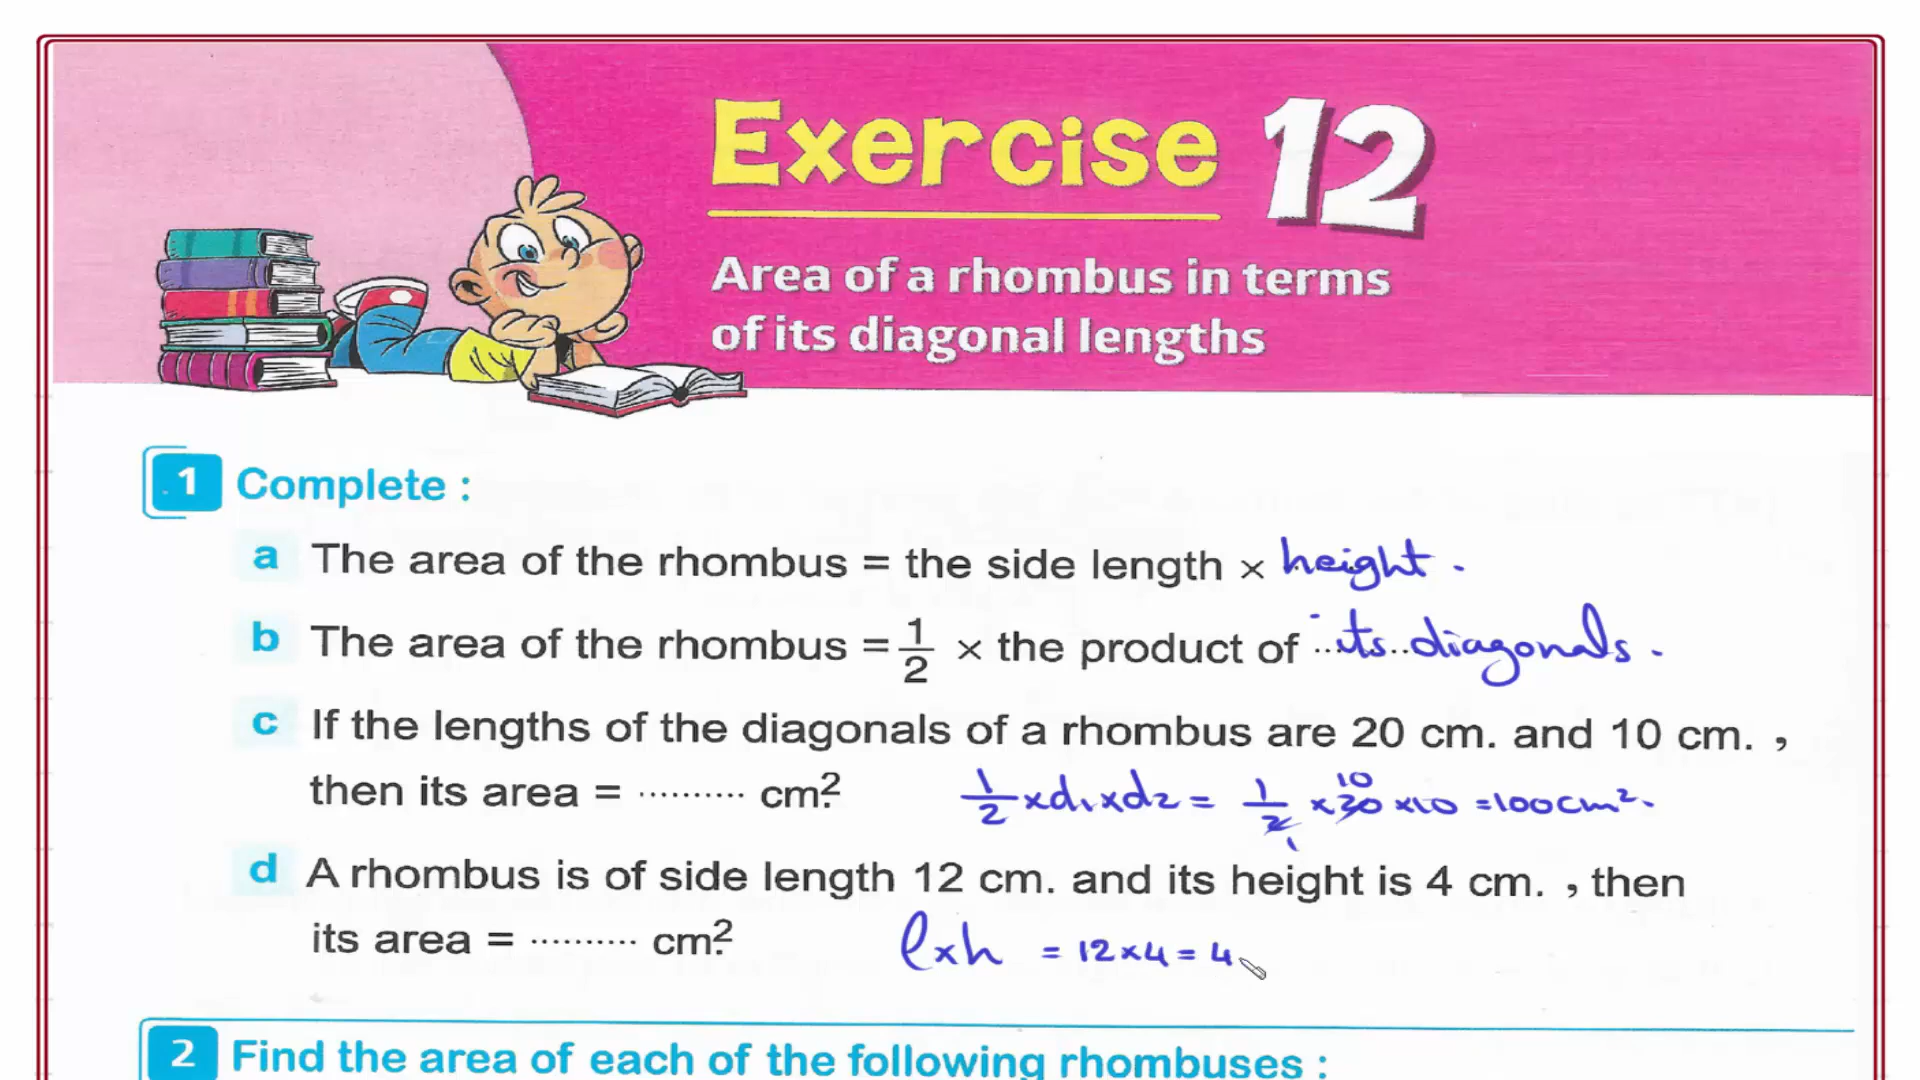 Exercise 12
Area of a rhombus in terms
of its diagonal lengths
1 Complete :
a The area of the rhombus = the side length × height.
b The area of the rhombus = 1/2 × the product of ..its..diagonals.
c If the lengths of the diagonals of a rhombus are 20 cm. and 10 cm. ,
then its area = .......... cm². 1/2 × d1 × d2 = 1/2 × 20 × 10 = 100 cm².
10
1
d A rhombus is of side length 12 cm. and its height is 4 cm. , then
its area = .......... cm². l × h = 12 × 4 = 4
2 Find the area of each of the following rhombuses :